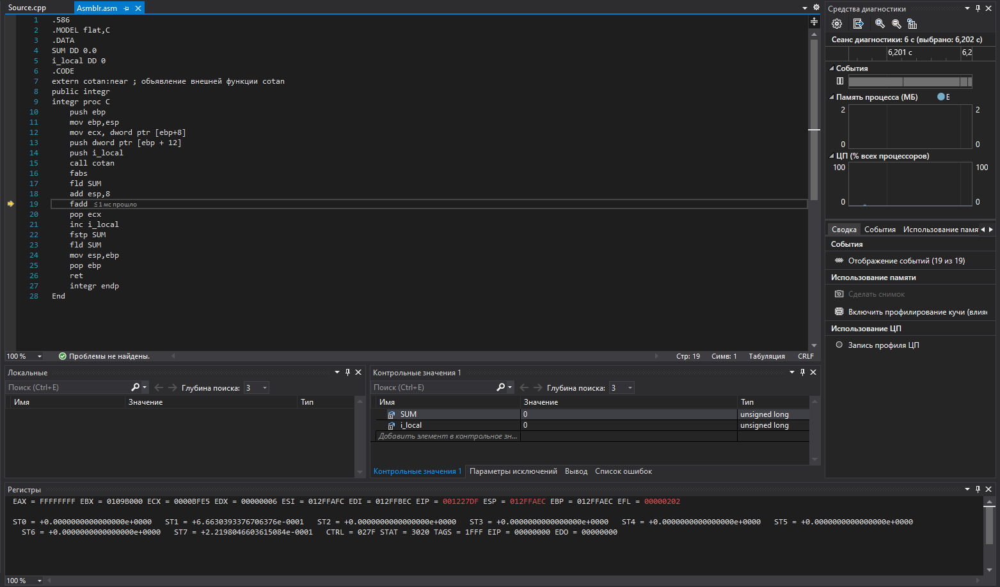 Source.cpp
Asmblr.asm
1 .586
2 .MODEL flat,C
3 .DATA
4 SUM DD 0.0
5 i_local DD 0
6 .CODE
7 extern cotan:near ; объявление внешней функции cotan
8 public integr
9 integr proc C
10 push ebp
11 mov ebp,esp
12 mov ecx, dword ptr [ebp+8]
13 push dword ptr [ebp + 12]
14 push i_local
15 call cotan
16 fabs
17 fld SUM
18 add esp,8
19 fadd ≤1 мс прошло
20 pop ecx
21 inc i_local
22 fstp SUM
23 fld SUM
24 mov esp,ebp
25 pop ebp
26 ret
27 integr endp
28 End
100 % Проблемы не найдены. Стр: 19 Симв: 1 Табуляция CRLF
Локальные
Поиск (Ctrl+E) Глубина поиска: 3
Имя Значение Тип
Контрольные значения 1
Поиск (Ctrl+E) Глубина поиска: 3
Имя Значение Тип
SUM 0 unsigned long
i_local 0 unsigned long
Добавить элемент в контрольное зн...
Контрольные значения 1 Параметры исключений Вывод Список ошибок
Средства диагностики
Сеанс диагностики: 6 с (выбрано: 6,202 с)
6,201 с 6,2
События
Память процесса (МБ) Е
2 2
0 0
ЦП (% всех процессоров)
100 100
0 0
Сводка События Использование памя
События
Отображение событий (19 из 19)
Использование памяти
Сделать снимок
Включить профилирование кучи (влия
Использование ЦП
Запись профиля ЦП
Регистры
EAX = FFFFFFFF EBX = 0109B000 ECX = 0000BFE5 EDX = 00000006 ESI = 012FFAFC EDI = 012FFBEC EIP = 001227DF ESP = 012FFAEC EBP = 012FFAEC EFL = 00000202
ST0 = +0.0000000000000000e+0000 ST1 = +6.6630393376706376e-0001 ST2 = +0.0000000000000000e+0000 ST3 = +0.0000000000000000e+0000 ST4 = +0.0000000000000000e+0000 ST5 = +0.0000000000000000e+0000
ST6 = +0.0000000000000000e+0000 ST7 = +2.2198046603615084e-0001 CTRL = 027F STAT = 3020 TAGS = 1FFF EIP = 00000000 EDO = 00000000
100 %